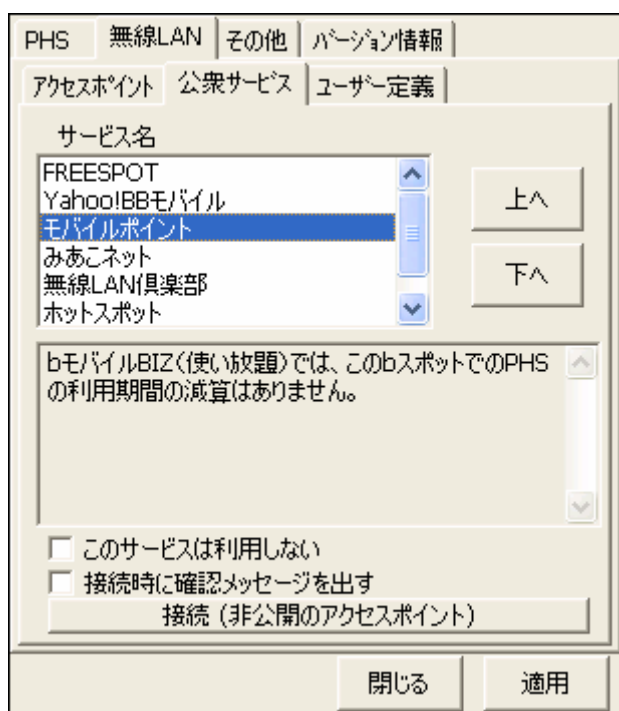 PHS 無線LAN その他 バージョン情報
アクセスポイント 公衆サービス ユーザー定義
サービス名
FREESPOT
Yahoo!BBモバイル
モバイルポイント
みあこネット
無線LAN倶楽部
ホットスポット
上へ
下へ
bモバイルBIZ(使い放題)では、このbスポットでのPHS
の利用期間の減算はありません。
このサービスは利用しない
接続時に確認メッセージを出す
接続 (非公開のアクセスポイント)
閉じる 適用